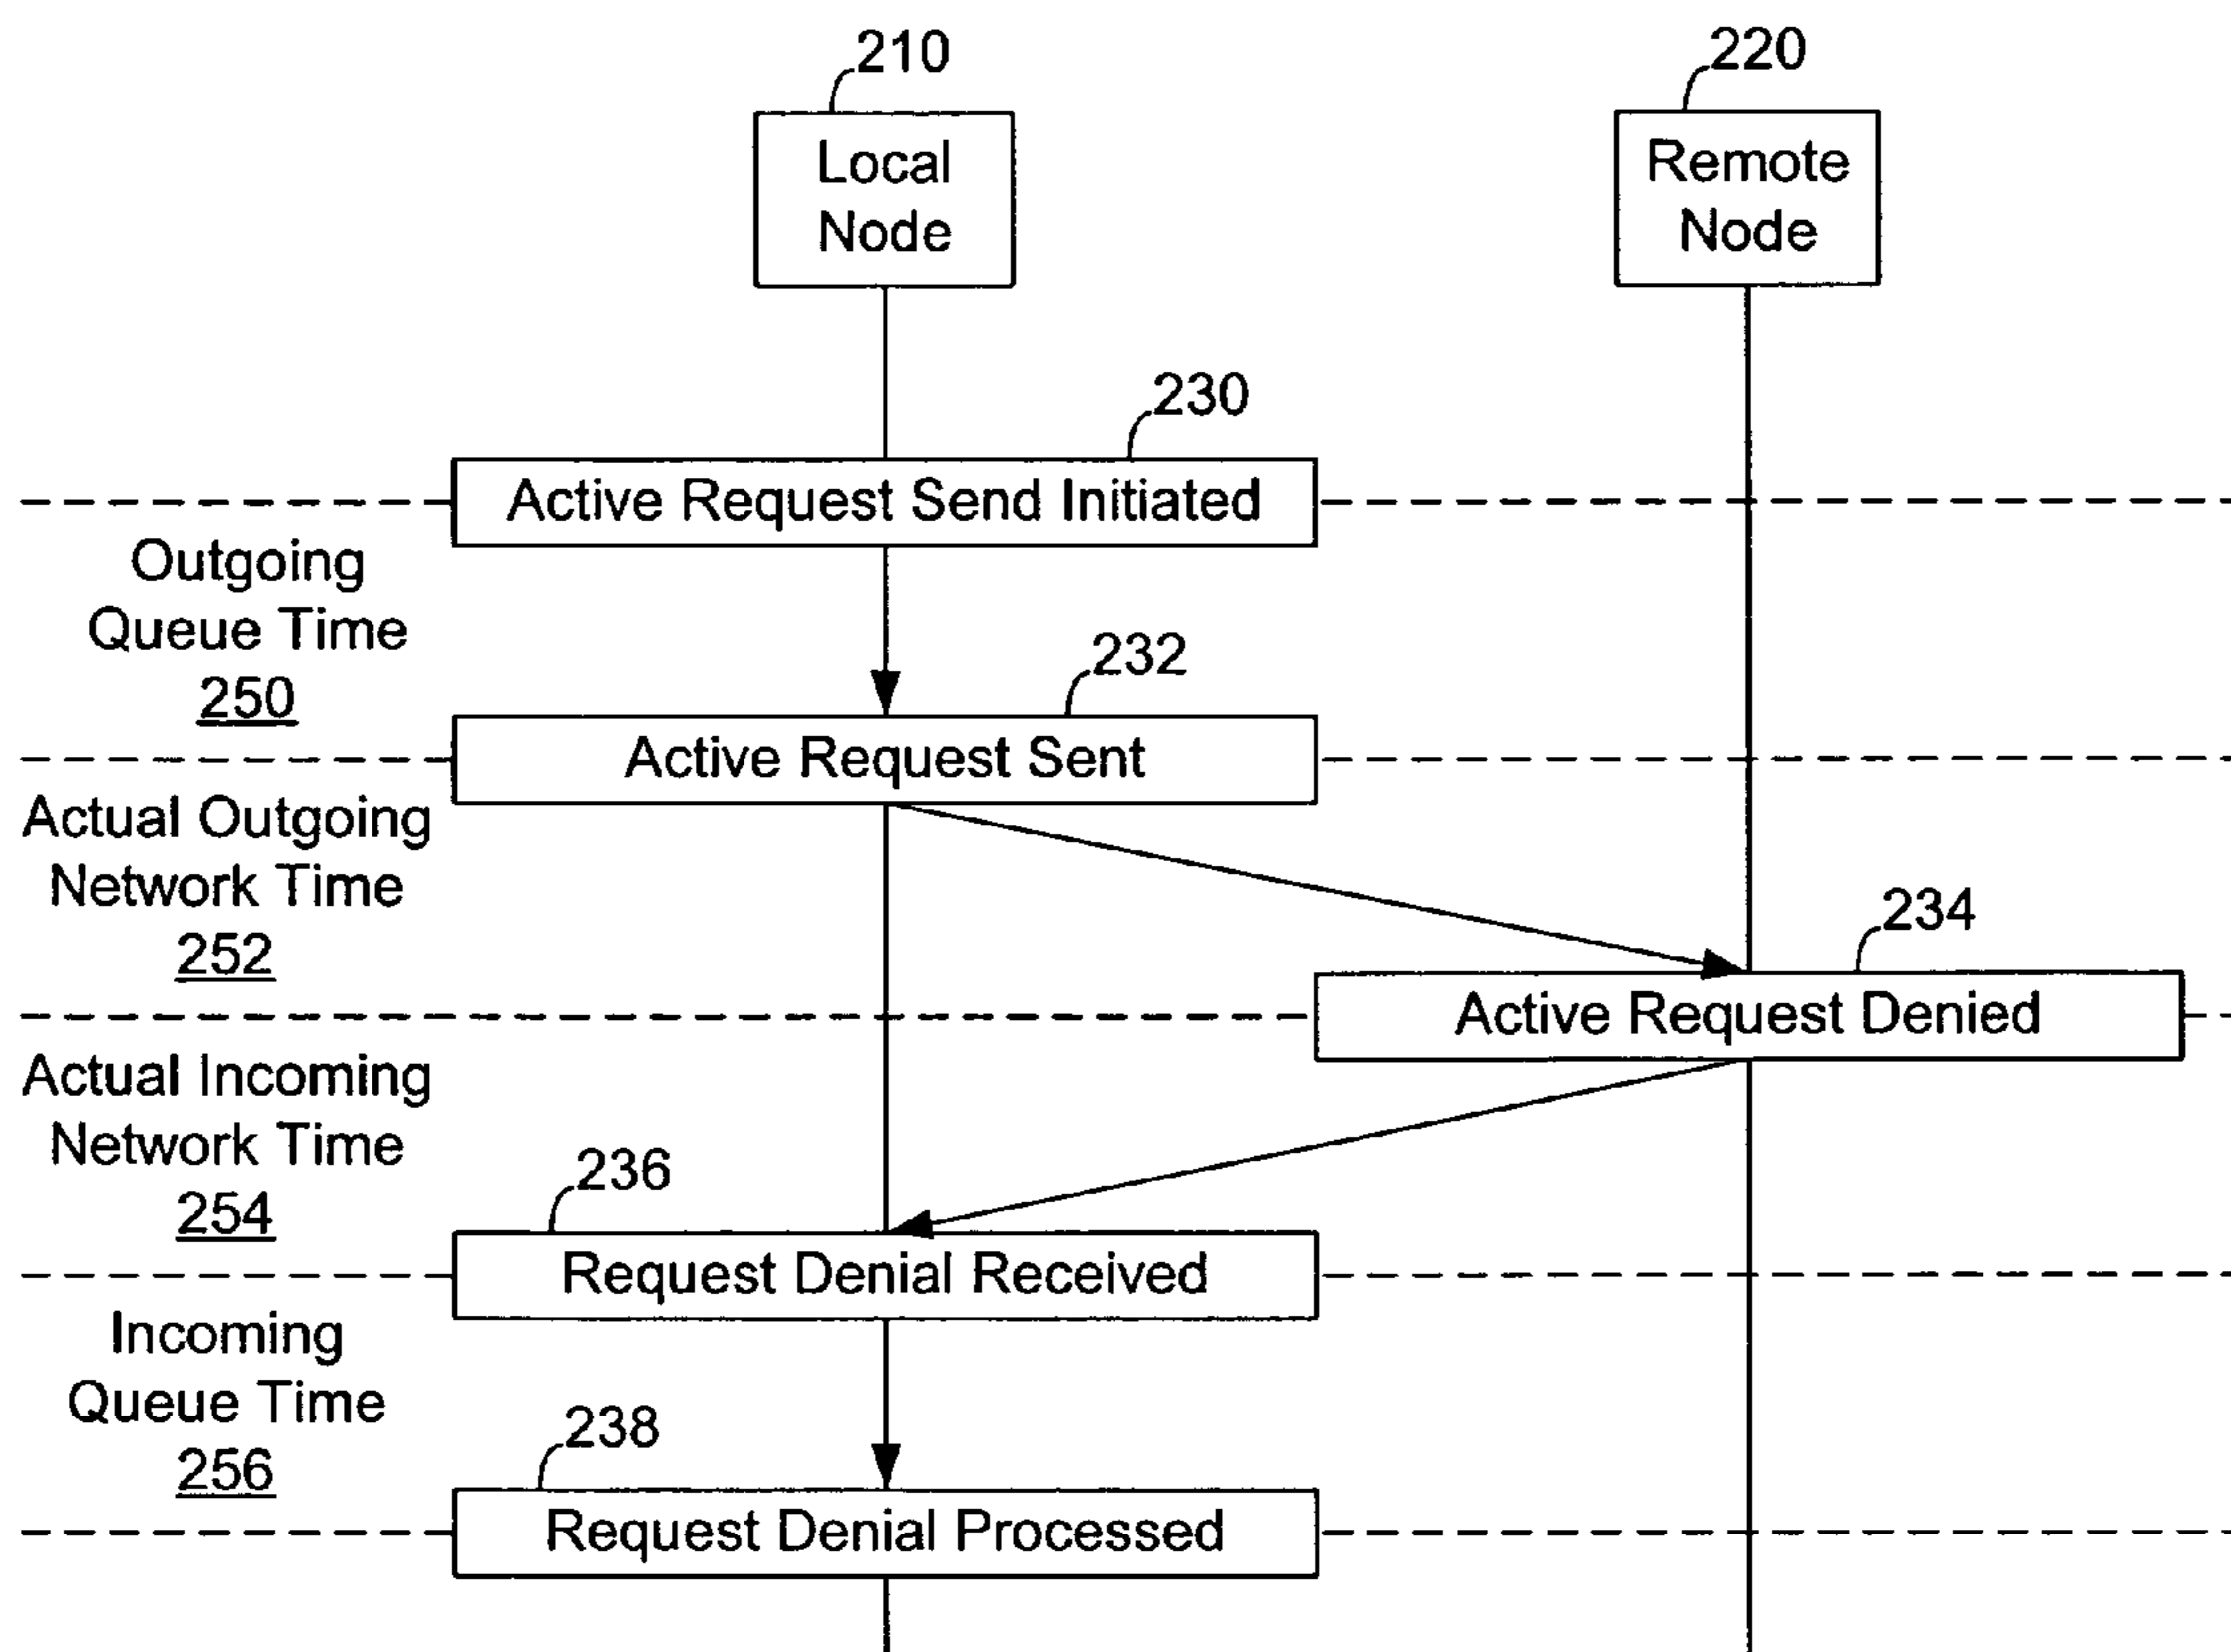 210
220
Local
Node
Remote
Node
230
Active Request Send Initiated
Outgoing
Queue Time
250
232
Active Request Sent
Actual Outgoing
Network Time
252
234
Active Request Denied
Actual Incoming
Network Time
254
236
Request Denial Received
Incoming
Queue Time
256
238
Request Denial Processed